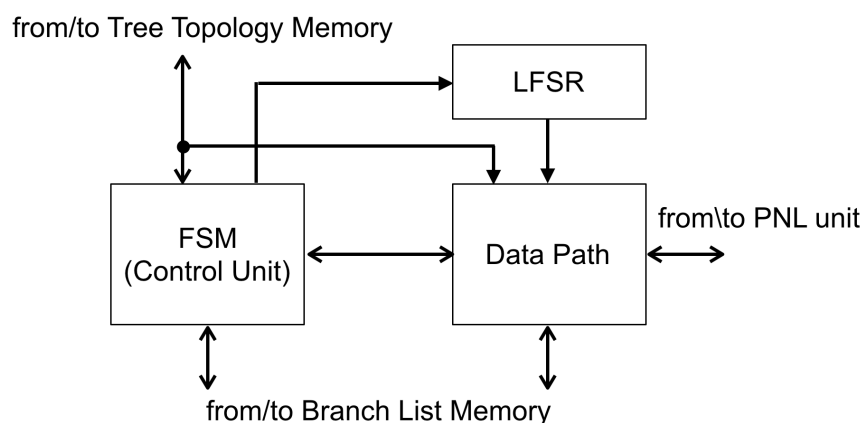 from/to Tree Topology Memory
LFSR
FSM
(Control Unit)
Data Path
from\to PNL unit
from/to Branch List Memory